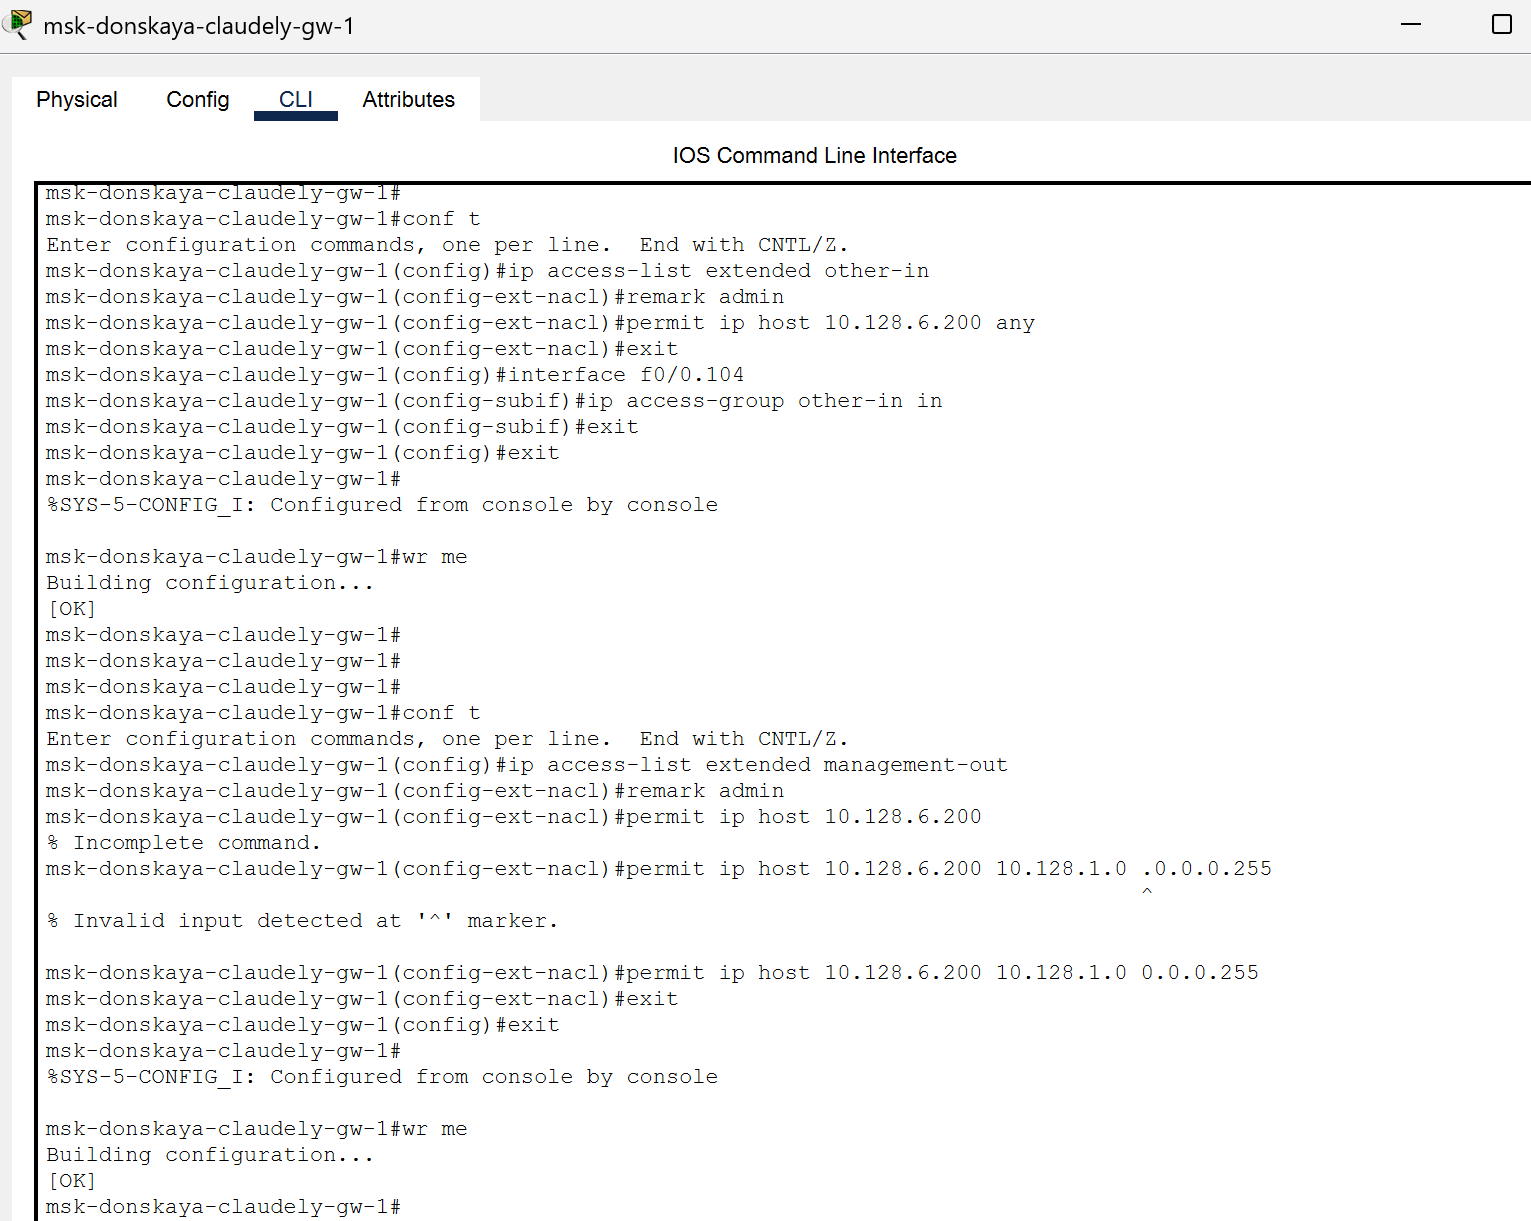 msk-donskaya-claudely-gw-1
Physical Config CLI Attributes
IOS Command Line Interface
msk-donskaya-claudely-gw-1#
msk-donskaya-claudely-gw-1#conf t
Enter configuration commands, one per line.  End with CNTL/Z.
msk-donskaya-claudely-gw-1(config)#ip access-list extended other-in
msk-donskaya-claudely-gw-1(config-ext-nacl)#remark admin
msk-donskaya-claudely-gw-1(config-ext-nacl)#permit ip host 10.128.6.200 any
msk-donskaya-claudely-gw-1(config-ext-nacl)#exit
msk-donskaya-claudely-gw-1(config)#interface f0/0.104
msk-donskaya-claudely-gw-1(config-subif)#ip access-group other-in in
msk-donskaya-claudely-gw-1(config-subif)#exit
msk-donskaya-claudely-gw-1(config)#exit
msk-donskaya-claudely-gw-1#
%SYS-5-CONFIG_I: Configured from console by console
msk-donskaya-claudely-gw-1#wr me
Building configuration...
[OK]
msk-donskaya-claudely-gw-1#
msk-donskaya-claudely-gw-1#
msk-donskaya-claudely-gw-1#
msk-donskaya-claudely-gw-1#conf t
Enter configuration commands, one per line.  End with CNTL/Z.
msk-donskaya-claudely-gw-1(config)#ip access-list extended management-out
msk-donskaya-claudely-gw-1(config-ext-nacl)#remark admin
msk-donskaya-claudely-gw-1(config-ext-nacl)#permit ip host 10.128.6.200
% Incomplete command.
msk-donskaya-claudely-gw-1(config-ext-nacl)#permit ip host 10.128.6.200 10.128.1.0 .0.0.0.255
^
% Invalid input detected at '^' marker.
msk-donskaya-claudely-gw-1(config-ext-nacl)#permit ip host 10.128.6.200 10.128.1.0 0.0.0.255
msk-donskaya-claudely-gw-1(config-ext-nacl)#exit
msk-donskaya-claudely-gw-1(config)#exit
msk-donskaya-claudely-gw-1#
%SYS-5-CONFIG_I: Configured from console by console
msk-donskaya-claudely-gw-1#wr me
Building configuration...
[OK]
msk-donskaya-claudely-gw-1#